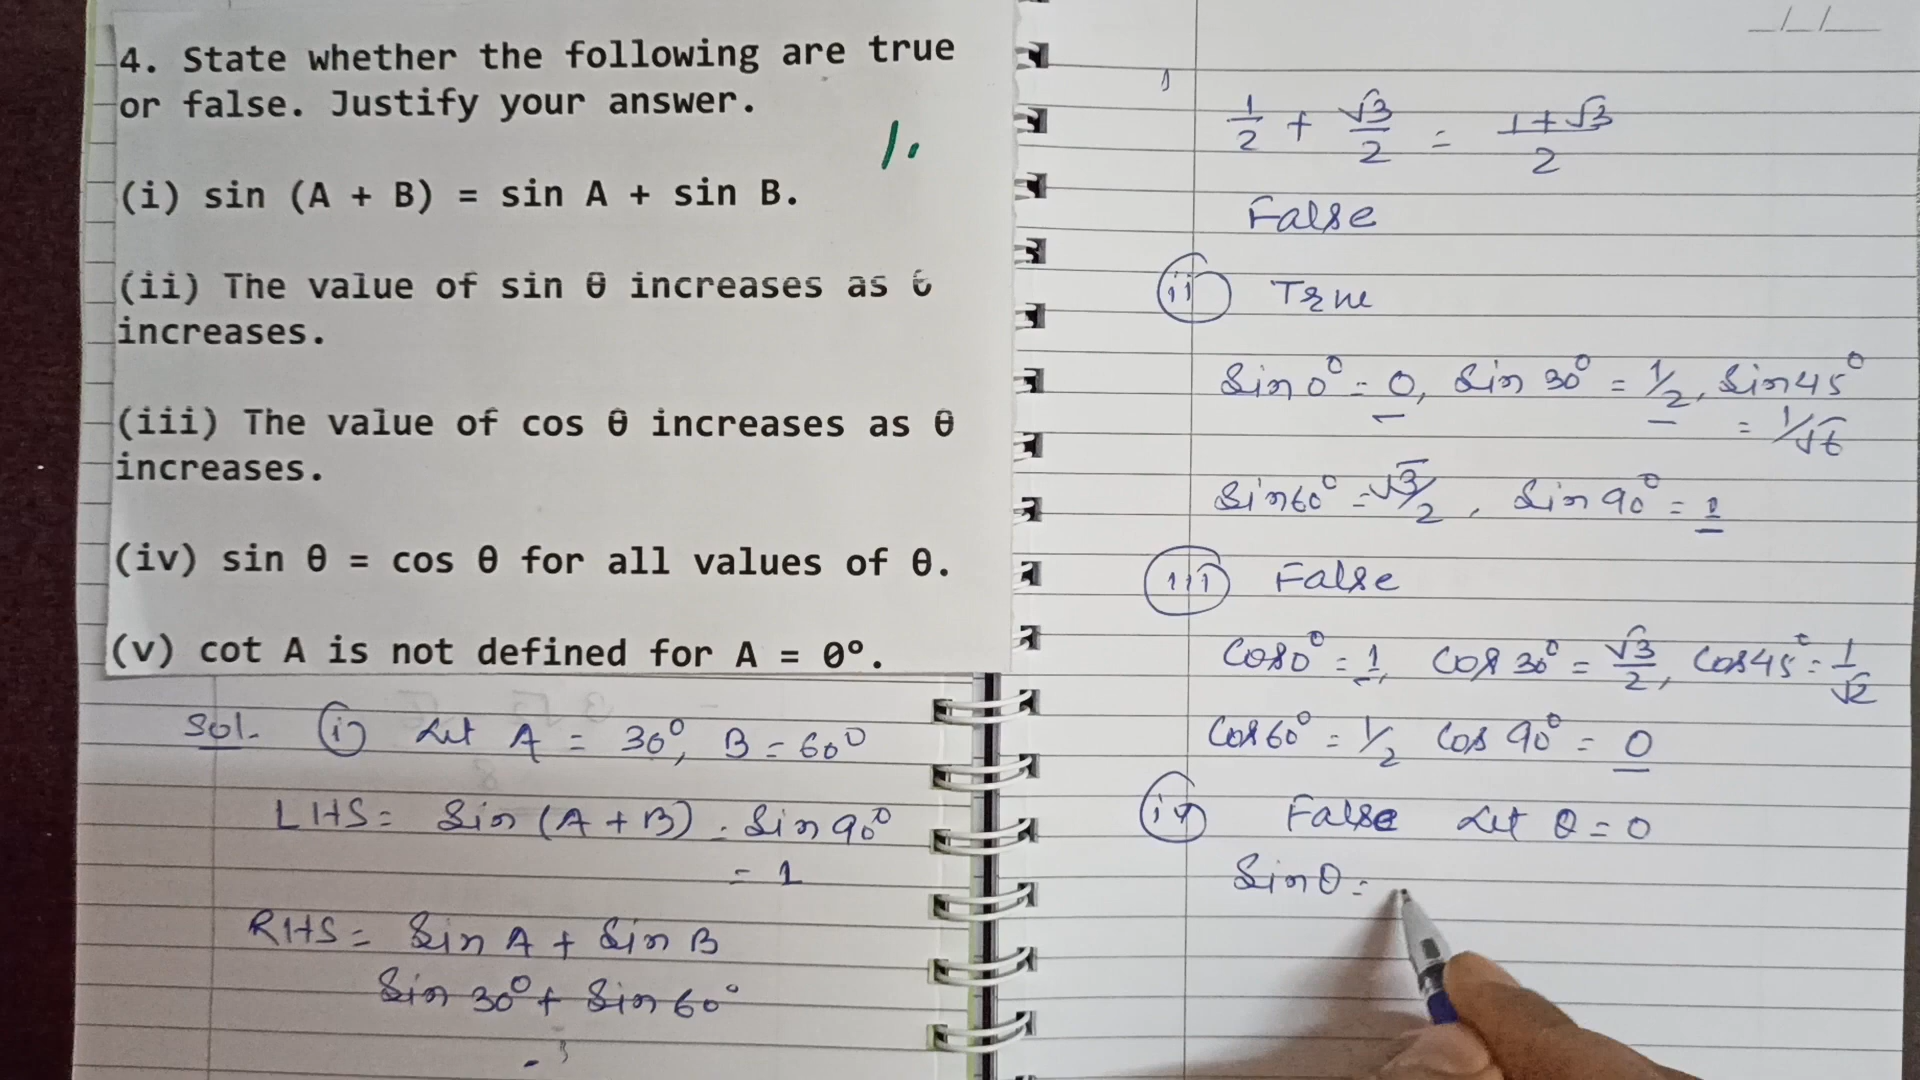 4. State whether the following are true
or false. Justify your answer.
1.
(i) sin (A + B) = sin A + sin B.
(ii) The value of sin θ increases as θ
increases.
(iii) The value of cos θ increases as θ
increases.
(iv) sin θ = cos θ for all values of θ.
(v) cot A is not defined for A = 0°.
Sol. (i) Let A = 30°, B = 60°
LHS = Sin (A + B) = Sin 90°
= 1
RHS = Sin A + Sin B
Sin 30° + Sin 60°
1/2 + √3/2 = 1+√3/2
False
(ii) True
Sin 0° = 0, Sin 30° = 1/2, Sin 45°
Sin 60° = √3/2, Sin 90° = 1
(iii) False
Cos 0° = 1, Cos 30° = √3/2, Cos 45° = 1/√2
Cos 60° = 1/2 Cos 90° = 0
(iv) False Let θ = 0
Sin θ =